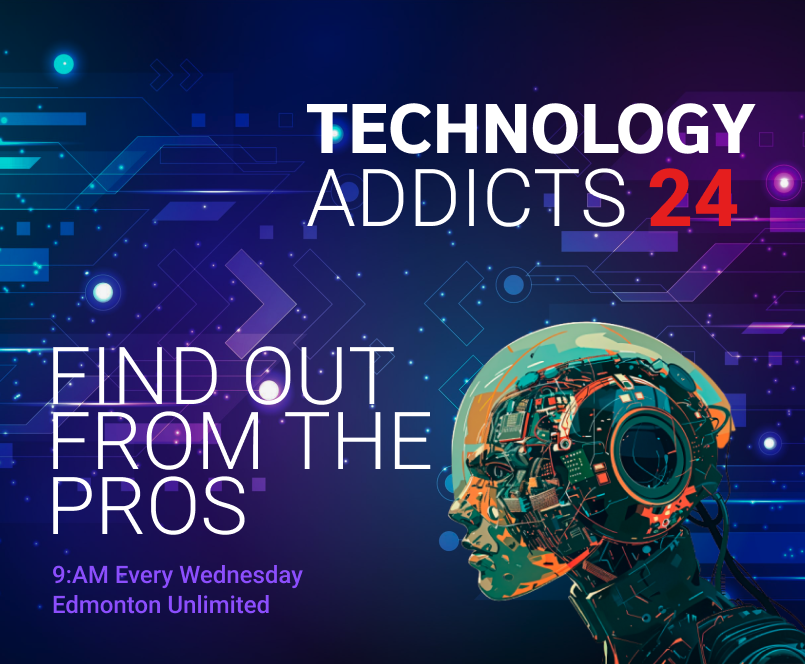 TECHNOLOGY
ADDICTS 24
FIND OUT
FROM THE
PROS
9:AM Every Wednesday
Edmonton Unlimited